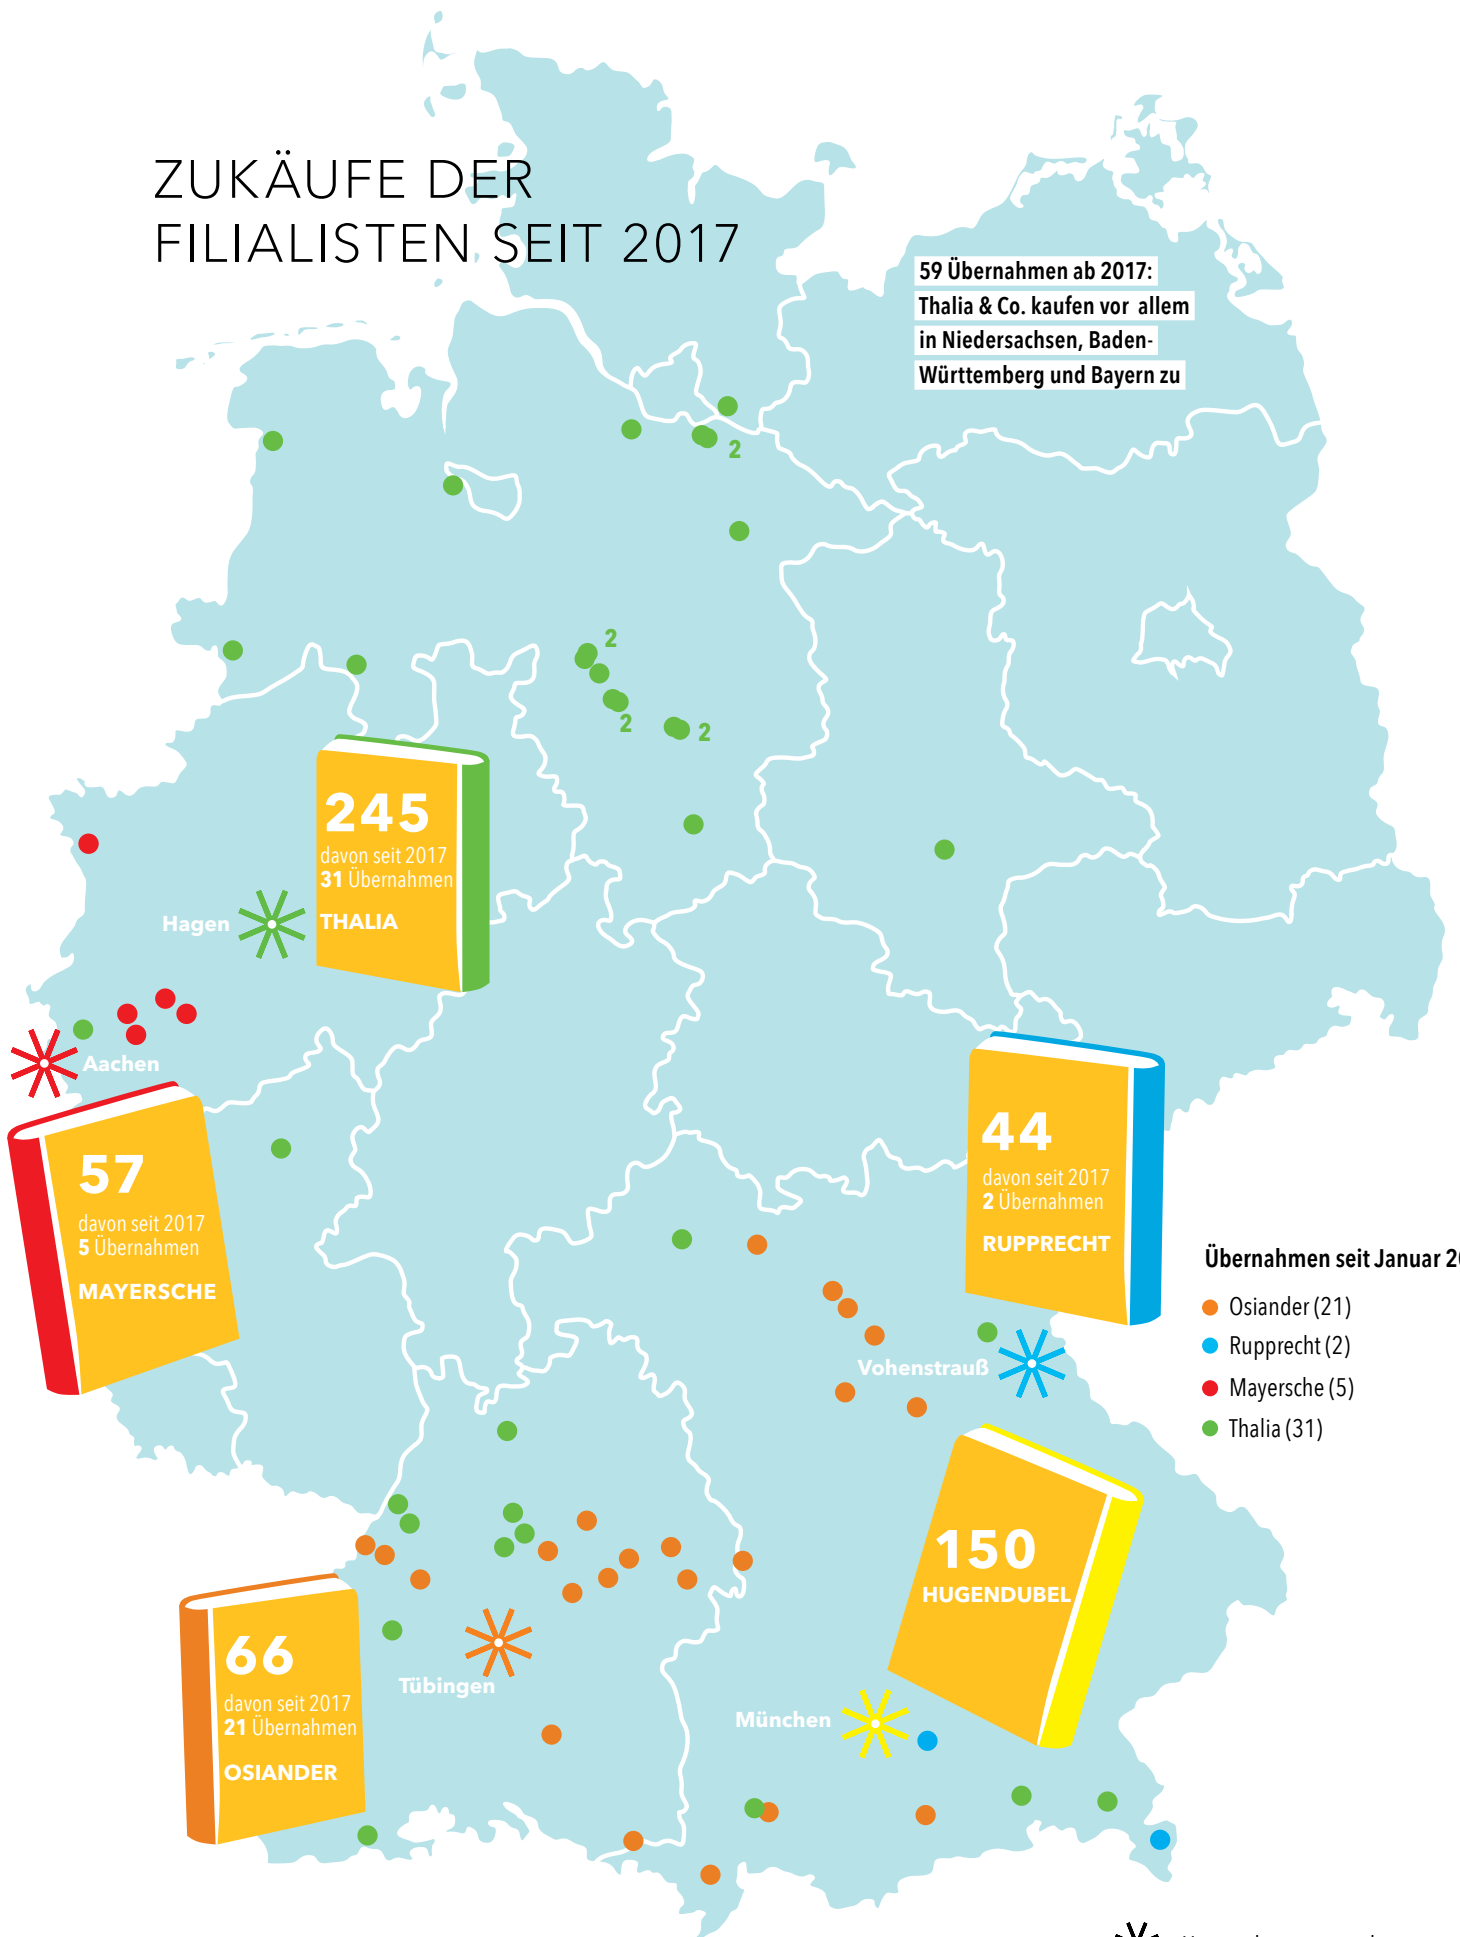 ZUKÄUFE DER
FILIALISTEN SEIT 2017
59 Übernahmen ab 2017:
Thalia & Co. kaufen vor allem
in Niedersachsen, Baden-
Württemberg und Bayern zu
2
2
2
2
245
davon seit 2017
31 Übernahmen
THALIA
Hagen
Aachen
57
davon seit 2017
5 Übernahmen
MAYERSCHE
44
davon seit 2017
2 Übernahmen
RUPPRECHT
Übernahmen seit Januar
Osiander (21)
Rupprecht (2)
Mayersche (5)
Thalia (31)
Vohenstrauß
150
HUGENDUBEL
66
davon seit 2017
21 Übernahmen
OSIANDER
Tübingen
München